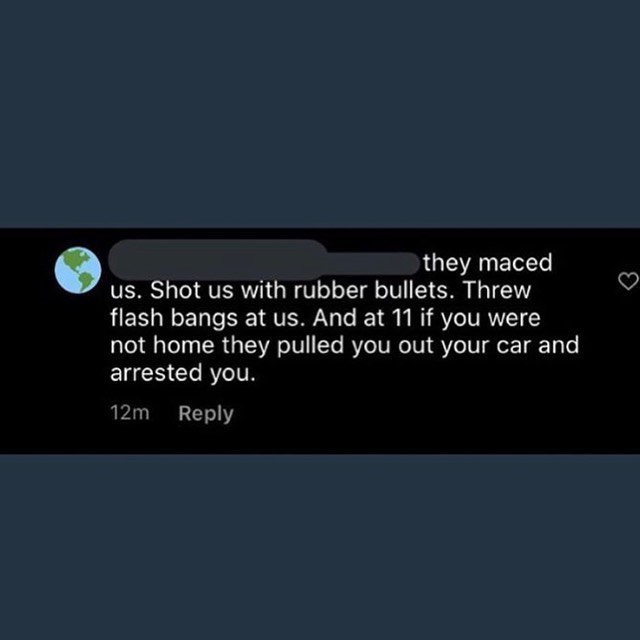 they maced
us. Shot us with rubber bullets. Threw
flash bangs at us. And at 11 if you were
not home they pulled you out your car and
arrested you.
12m Reply